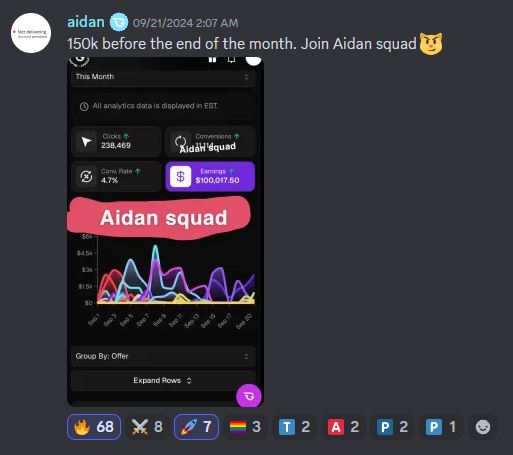 Not delivering
Account penalized
aidan 09/21/2024 2:07 AM
150k before the end of the month. Join Aidan squad
This Month
All analytics data is displayed in EST.
Clicks
238,469
Conversions
Aidan squad
Conv. Rate
4.7%
Earnings
$100,017.50
Aidan squad
$6k
$4.5k
$3k
$1.5k
$0
Sep 1
Sep 3
Sep 5
Sep 7
Sep 9
Sep 11
Sep 13
Sep 15
Sep 17
Sep 20
Group By: Offer
Expand Rows
68
8
7
3
T 2
A 2
P 2
P 1